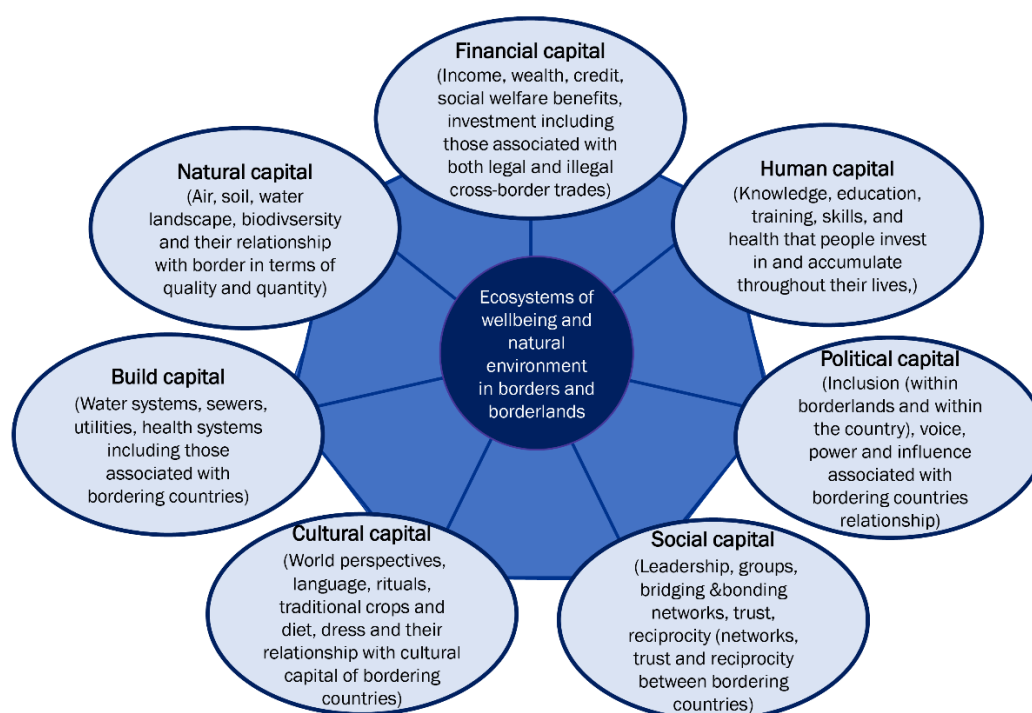 Financial capital
(Income, wealth, credit,
social welfare benefits,
investment including
those associated with
both legal and illegal
cross-border trades)
Human capital
(Knowledge, education,
training, skills, and
health that people invest
in and accumulate
throughout their lives,)
Political capital
(Inclusion (within
borderlands and within
the country), voice,
power and influence
associated with
bordering countries
relationship)
Social capital
(Leadership, groups,
bridging &bonding
networks, trust,
reciprocity (networks,
trust and reciprocity
between bordering
countries)
Cultural capital
(World perspectives,
language, rituals,
traditional crops and
diet, dress and their
relationship with cultural
capital of bordering
countries)
Build capital
(Water systems, sewers,
utilities, health systems
including those
associated with
bordering countries)
Natural capital
(Air, soil, water
landscape, biodivsersity
and their relationship
with border in terms of
quality and quantity)
Ecosystems of
wellbeing and
natural
environment
in borders and
borderlands